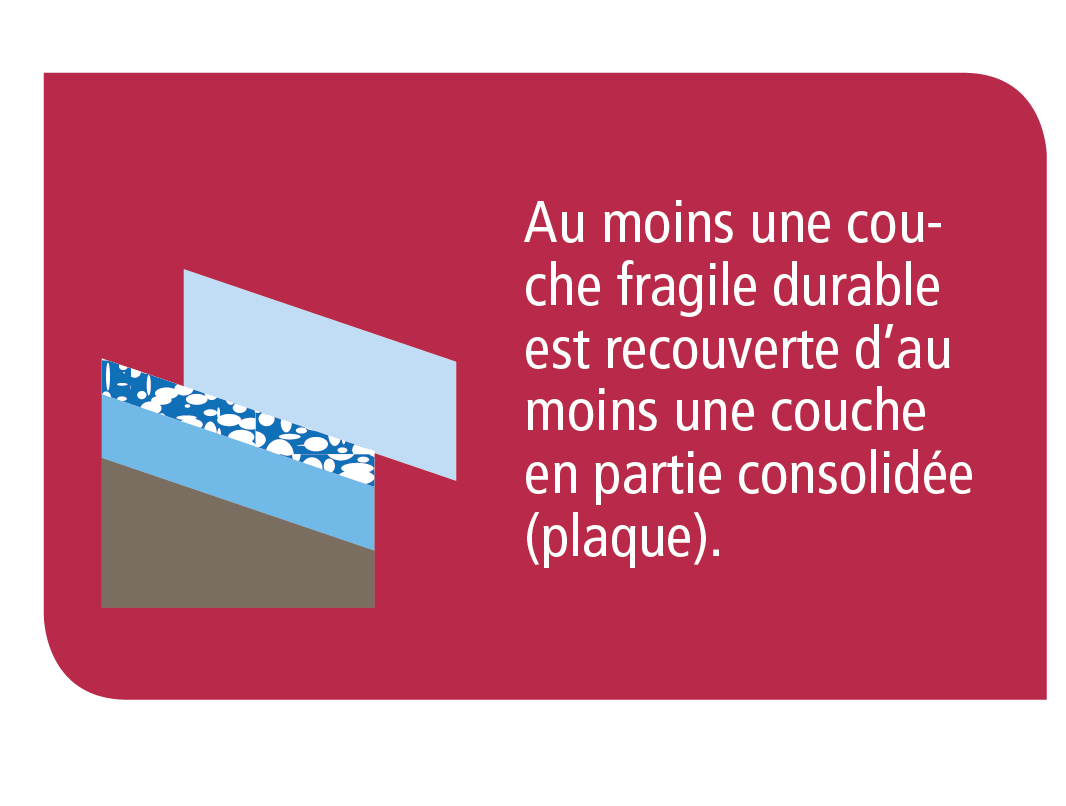 Au moins une cou-
che fragile durable
est recouverte d’au
moins une couche
en partie consolidée
(plaque).